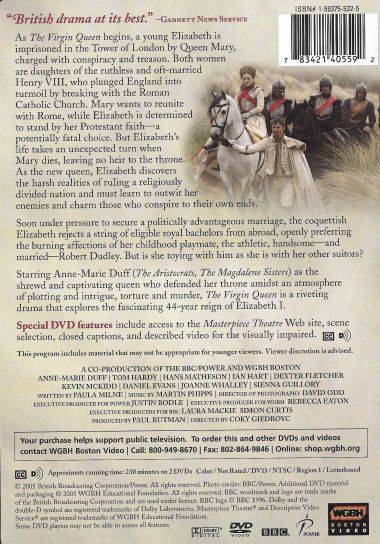 "British drama at its best." –GANNETT NEWS SERVICE
ISBN# 1-59375-532-5
7 83421 40559 2
As The Virgin Queen begins, a young Elizabeth is
imprisoned in the Tower of London by Queen Mary,
charged with conspiracy and treason. Both women
are daughters of the ruthless and oft-married
Henry VIII, who plunged England into
turmoil by breaking with the Roman
Catholic Church. Mary wants to reunite
with Rome, while Elizabeth is determined
to stand by her Protestant faith—a
potentially fatal choice. But Elizabeth's
life takes an unexpected turn when
Mary dies, leaving no heir to the throne.
As the new queen, Elizabeth discovers
the harsh realities of ruling a religiously
divided nation and must learn to outwit her
enemies and charm those who conspire to their own ends.
Soon under pressure to secure a politically advantageous marriage, the coquettish
Elizabeth rejects a string of eligible royal bachelors from abroad, openly preferring
the burning affections of her childhood playmate, the athletic, handsome—and
married—Robert Dudley. But is she toying with him as she is with her other suitors?
Starring Anne-Marie Duff (The Aristocrats, The Magdalene Sisters) as the
shrewd and captivating queen who defended her throne amidst an atmosphere
of plotting and intrigue, torture and murder, The Virgin Queen is a riveting
drama that explores the fascinating 44-year reign of Elizabeth I.
Special DVD features include access to the Masterpiece Theatre Web site, scene
selection, closed captions, and described video for the visually impaired. CC D
This program includes material that may not be appropriate for younger viewers. Viewer discretion is advised.
A CO-PRODUCTION OF THE BBC/POWER AND WGBH BOSTON
ANNE-MARIE DUFF | TOM HARDY | HANS MATHESON | IAN HART | DEXTER FLETCHER
KEVIN MCKIDD | DANIEL EVANS | JOANNE WHALLEY | SIENNA GUILLORY
WRITTEN BY PAULA MILNE | MUSIC BY MARTIN PHIPPS | DIRECTOR OF PHOTOGRAPHY DAVID ODD
EXECUTIVE PRODUCER FOR POWER JUSTIN BODLE | EXECUTIVE PRODUCER FOR WGBH REBECCA EATON
EXECUTIVE PRODUCERS FOR BBC LAURA MACKIE SIMON CURTIS
PRODUCED BY PAUL RUTMAN | DIRECTED BY COKY GIEDROYC
Your purchase helps support public television. To order this and other DVDs and videos
contact WGBH Boston Video | Call: 800-949-8670 | Fax: 802-864-9846 | Online: shop.wgbh.org
CC D Approximate running time: 230 minutes on 2 DVDs Color / Not Rated / DVD / NTSC / Region 1 / Letterboxed
© 2005 British Broadcasting Corporation/Power. All rights reserved. Photo credits: BBC/Power. Additional DVD material
and packaging © 2005 WGBH Educational Foundation. All rights reserved. BBC wordmark and logo are trade marks
of the British Broadcasting Corporation and are used under licence. BBC logo © BBC 1996. Dolby and the
double-D symbol are registered trademarks of Dolby Laboratories. Masterpiece Theatre® and Descriptive Video
Service® are registered trademarks of WGBH Educational Foundation.
Some DVD players may not be able to access all features.
DOLBY DIGITAL
DVD VIDEO
BBC
POWER
WGBH
BOSTON
VIDEO